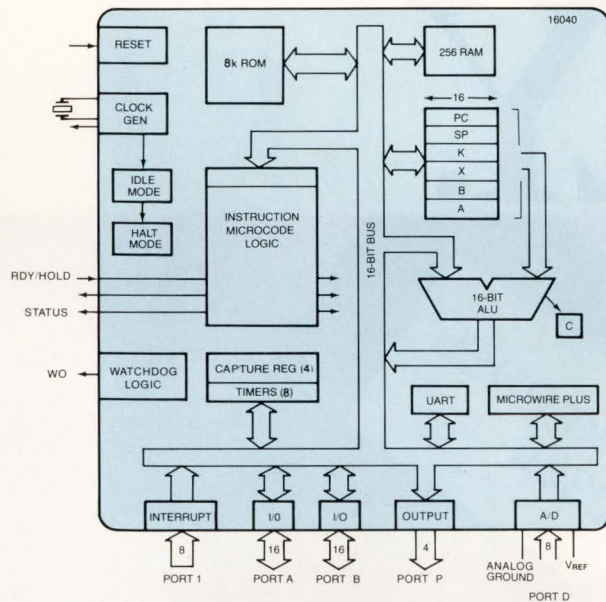 16040
RESET
8k ROM
256 RAM
CLOCK
GEN
16
PC
SP
K
X
B
A
IDLE
MODE
HALT
MODE
INSTRUCTION
MICROCODE
LOGIC
16-BIT BUS
RDY/HOLD
STATUS
16-BIT
ALU
C
WO
WATCHDOG
LOGIC
CAPTURE REG (4)
TIMERS (8)
UART
MICROWIRE PLUS
INTERRUPT
I/0
I/O
OUTPUT
A/D
8
16
16
4
8
PORT 1
PORT A
PORT B
PORT P
ANALOG
GROUND
VREF
PORT D